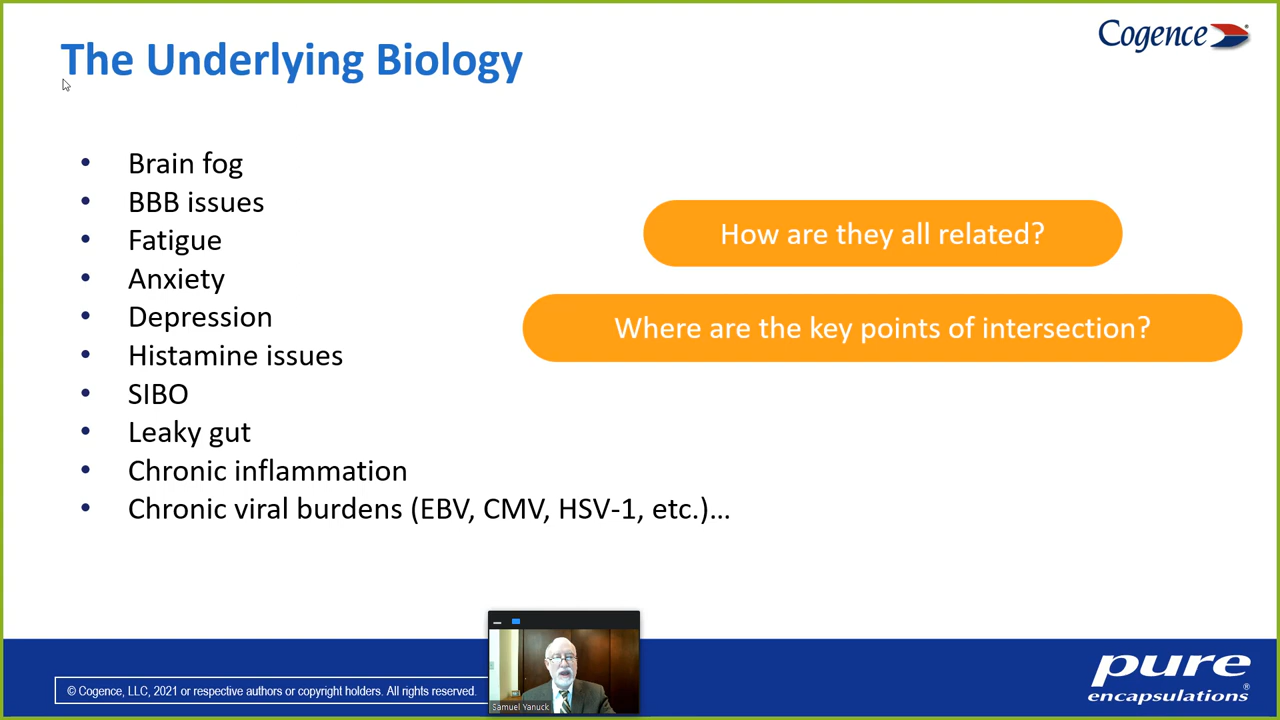 The Underlying Biology
Cogence
• Brain fog
• BBB issues
• Fatigue
• Anxiety
• Depression
• Histamine issues
• SIBO
• Leaky gut
• Chronic inflammation
• Chronic viral burdens (EBV, CMV, HSV-1, etc.)…
How are they all related?
Where are the key points of intersection?
© Cogence, LLC, 2021 or respective authors or copyright holders. All rights reserved.
Samuel Yanuck
pure
encapsulations®